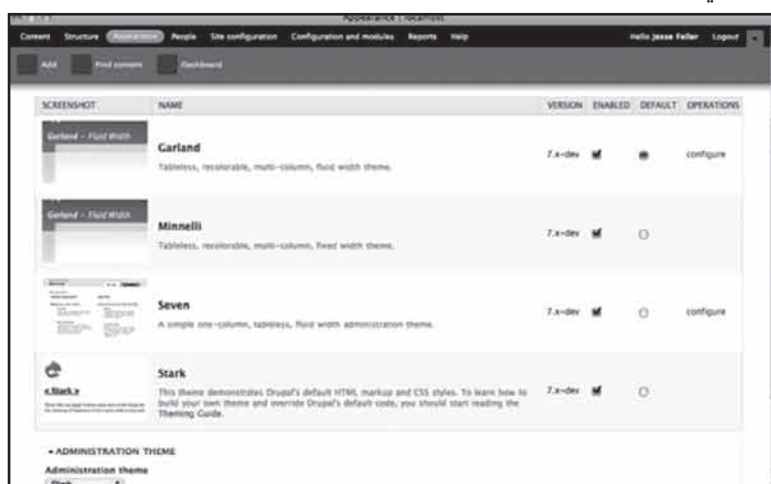 Appearance | localhost
Content Structure Appearance People Site configuration Configuration and modules Reports Help Hello Jesse Feiler Logout
Add Find content Dashboard
SCREENSHOT NAME VERSION ENABLED DEFAULT OPERATIONS
Garland – Fluid Width
Garland
Tableless, recolorable, multi-column, fluid width theme.
7.x-dev configure
Garland – Fluid Width
Minnelli
Tableless, recolorable, multi-column, fixed width theme.
7.x-dev
Seven
A simple one-column, tableless, fluid width administration theme.
7.x-dev configure
<Stark>
Stark
This theme demonstrates Drupal's default HTML markup and CSS styles. To learn how to
build your own theme and override Drupal's default code, you should start reading the
Theming Guide.
7.x-dev
ADMINISTRATION THEME
Administration theme
Stark